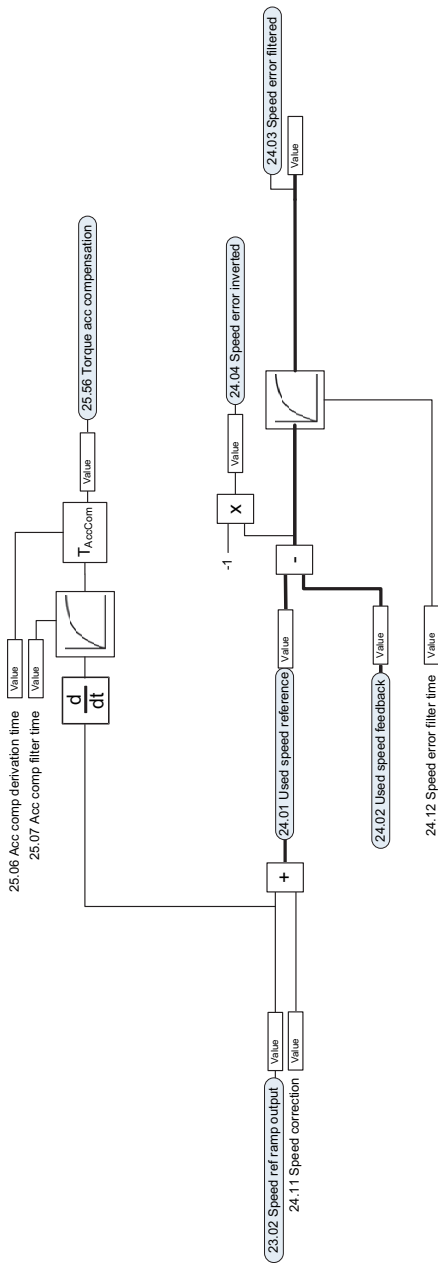 25.06 Acc comp derivation time
Value
25.07 Acc comp filter time
Value
d
dt
TAccCom
Value
25.56 Torque acc compensation
23.02 Speed ref ramp output
Value
24.11 Speed correction
Value
+
24.01 Used speed reference
Value
24.02 Used speed feedback
Value
-
-1
x
Value
24.04 Speed error inverted
24.12 Speed error filter time
Value
24.03 Speed error filtered
Value